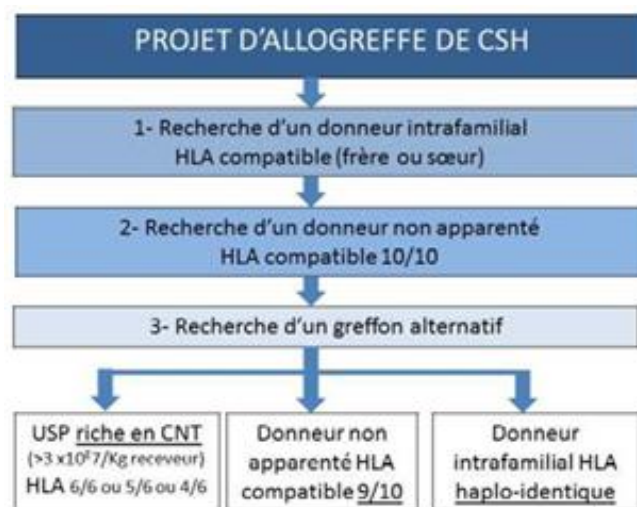 PROJET D'ALLOGREFFE DE CSH
1- Recherche d'un donneur intrafamilial
HLA compatible (frère ou sœur)
2- Recherche d'un donneur non apparenté
HLA compatible 10/10
3- Recherche d'un greffon alternatif
USP riche en CNT
(>3 x10^7/Kg receveur)
HLA 6/6 ou 5/6 ou 4/6
Donneur non
apparenté HLA
compatible 9/10
Donneur
intrafamilial HLA
haplo-identique